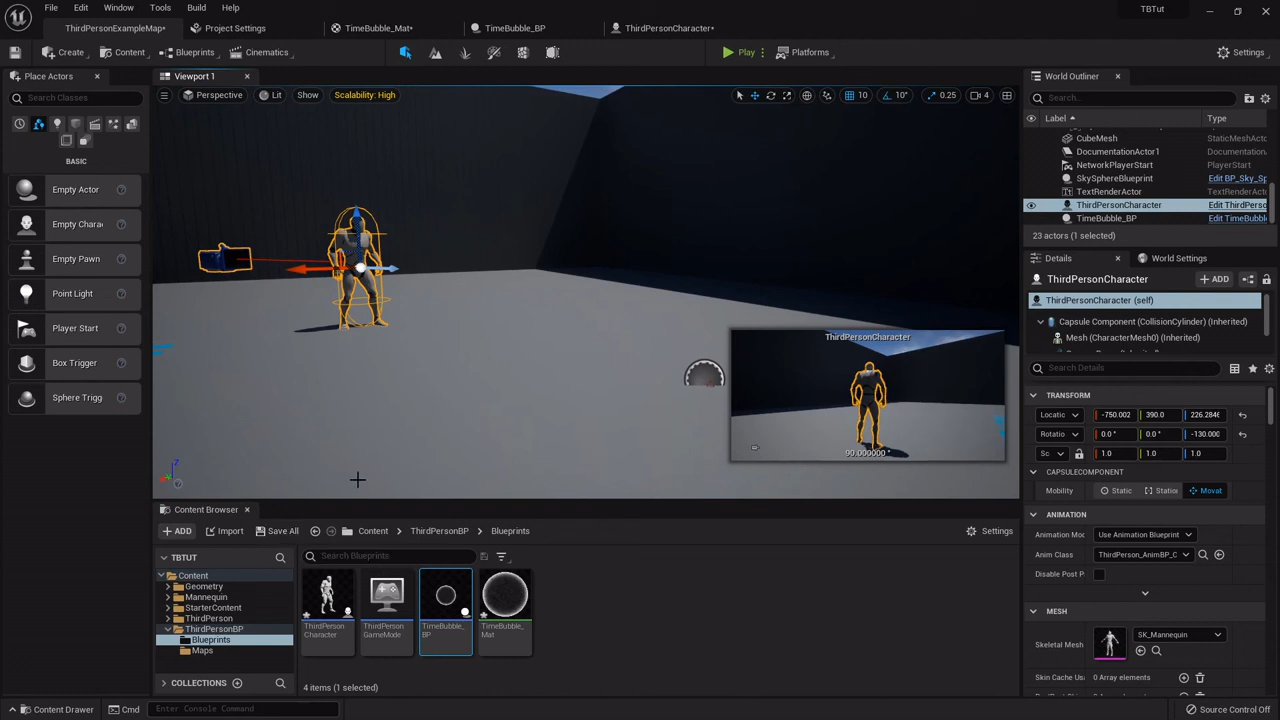 File Edit Window Tools Build Help
TBTut
ThirdPersonExampleMap* Project Settings TimeBubble_Mat* TimeBubble_BP ThirdPersonCharacter*
Create Content Blueprints Cinematics Play Platforms Settings
Place Actors
Search Classes
BASIC
Empty Actor
Empty Chara
Empty Pawn
Point Light
Player Start
Box Trigger
Sphere Trigg
Viewport 1
Perspective Lit Show Scalability: High 10 10° 0.25 4
ThirdPersonCharacter
90.000000 °
Z
World Outliner
Search...
Label Type
CubeMesh StaticMeshActor
DocumentationActor1 Documentation
NetworkPlayerStart PlayerStart
SkySphereBlueprint Edit BP_Sky_Sp
TextRenderActor TextRenderActor
ThirdPersonCharacter Edit ThirdPerso
TimeBubble_BP Edit TimeBubbl
23 actors (1 selected)
Details World Settings
ThirdPersonCharacter ADD
ThirdPersonCharacter (self)
Capsule Component (CollisionCylinder) (Inherited)
Mesh (CharacterMesh0) (Inherited)
Search Details
TRANSFORM
Locatic -750.002 390.0 226.2846
Rotatio 0.0 ° 0.0 ° -130.000
Sc 1.0 1.0 1.0
CAPSULECOMPONENT
Mobility Static Station Movat
ANIMATION
Animation Mo Use Animation Blueprint
Anim Class ThirdPerson_AnimBP_C
Disable Post P
MESH
Skeletal Mesh SK_Mannequin
Skin Cache Usa 0 Array elements
Content Browser
ADD Import Save All Content ThirdPersonBP Blueprints Settings
TBTUT
Search Blueprints
Content
Geometry
Mannequin
StarterContent
ThirdPerson
ThirdPersonBP
Blueprints
Maps
COLLECTIONS
ThirdPerson
Character
ThirdPerson
GameMode
TimeBubble_
BP
TimeBubble_
Mat
4 items (1 selected)
Content Drawer Cmd Enter Console Command Source Control Off